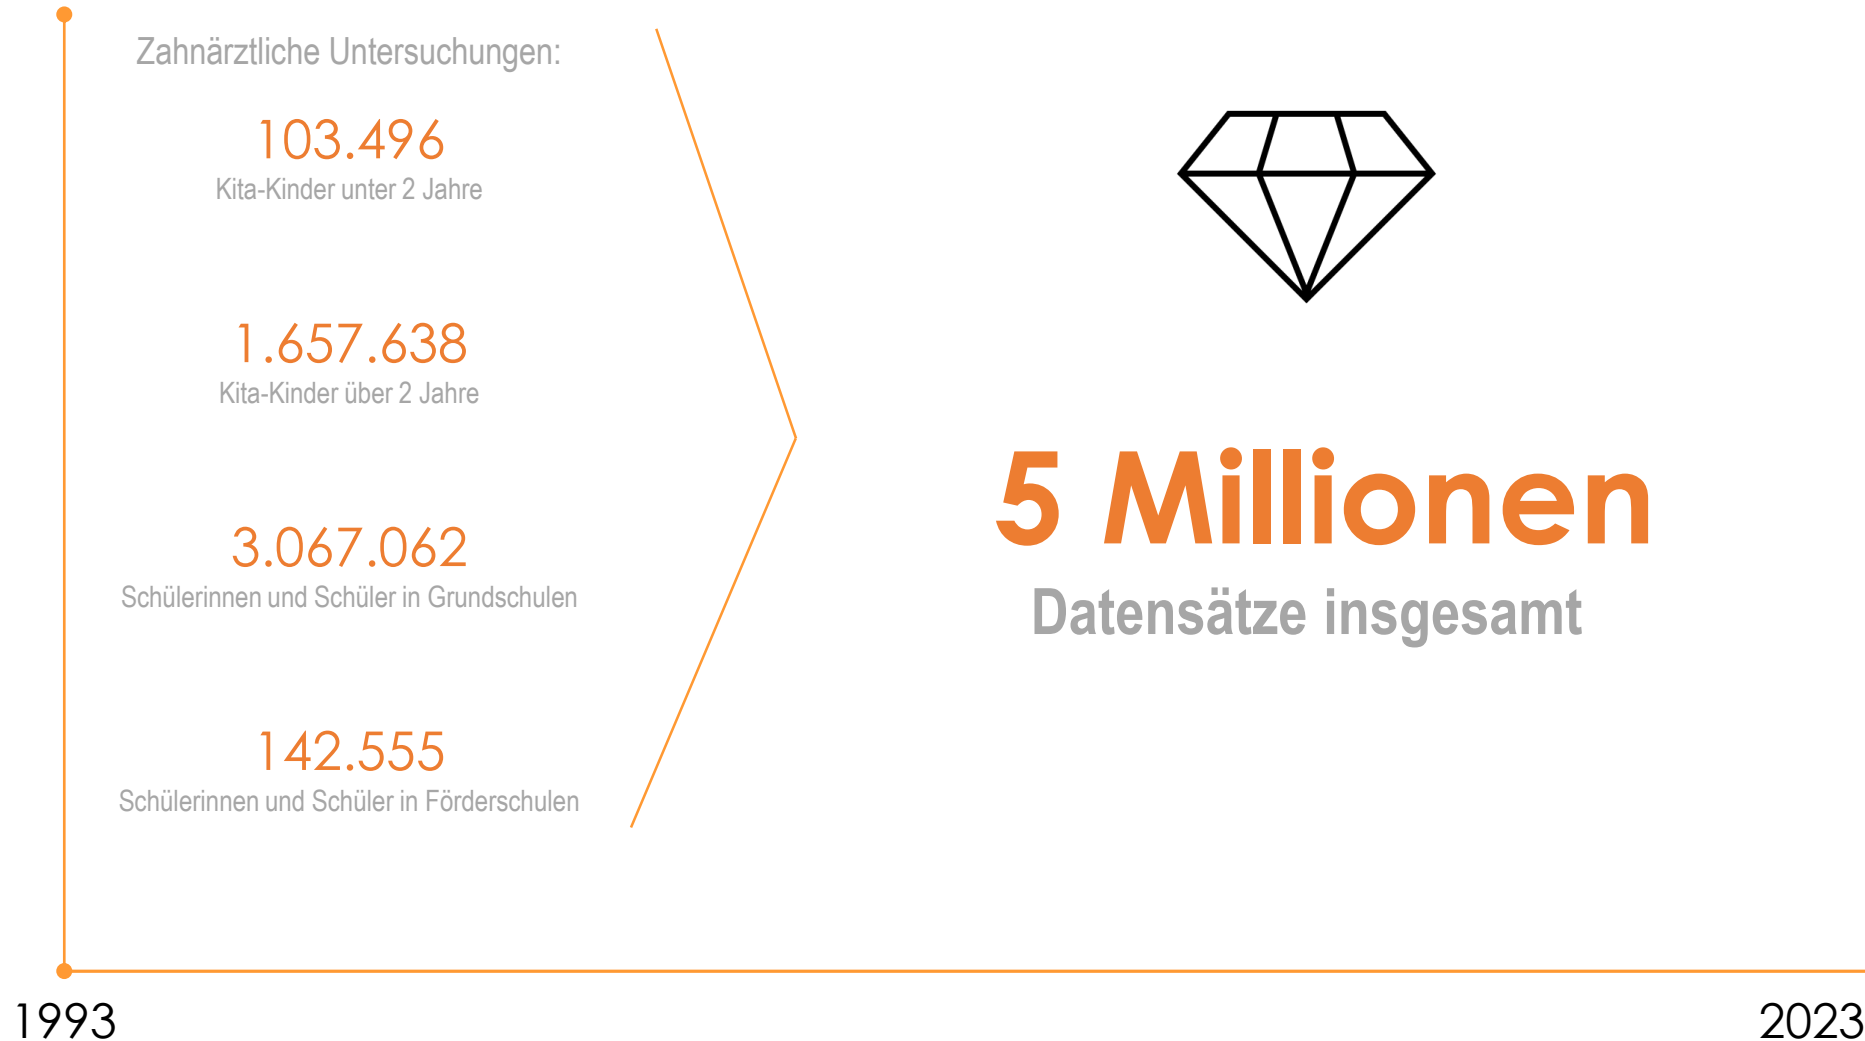 Zahnärztliche Untersuchungen:
103.496
Kita-Kinder unter 2 Jahre
1.657.638
Kita-Kinder über 2 Jahre
3.067.062
Schülerinnen und Schüler in Grundschulen
142.555
Schülerinnen und Schüler in Förderschulen
5 Millionen
Datensätze insgesamt
1993
2023